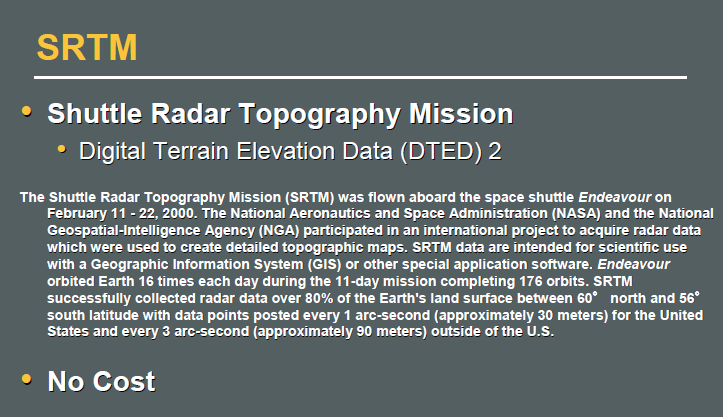 SRTM
• Shuttle Radar Topography Mission
• Digital Terrain Elevation Data (DTED) 2
The Shuttle Radar Topography Mission (SRTM) was flown aboard the space shuttle Endeavour on
February 11 - 22, 2000. The National Aeronautics and Space Administration (NASA) and the National
Geospatial-Intelligence Agency (NGA) participated in an international project to acquire radar data
which were used to create detailed topographic maps. SRTM data are intended for scientific use
with a Geographic Information System (GIS) or other special application software. Endeavour
orbited Earth 16 times each day during the 11-day mission completing 176 orbits. SRTM
successfully collected radar data over 80% of the Earth's land surface between 60° north and 56°
south latitude with data points posted every 1 arc-second (approximately 30 meters) for the United
States and every 3 arc-second (approximately 90 meters) outside of the U.S.
• No Cost